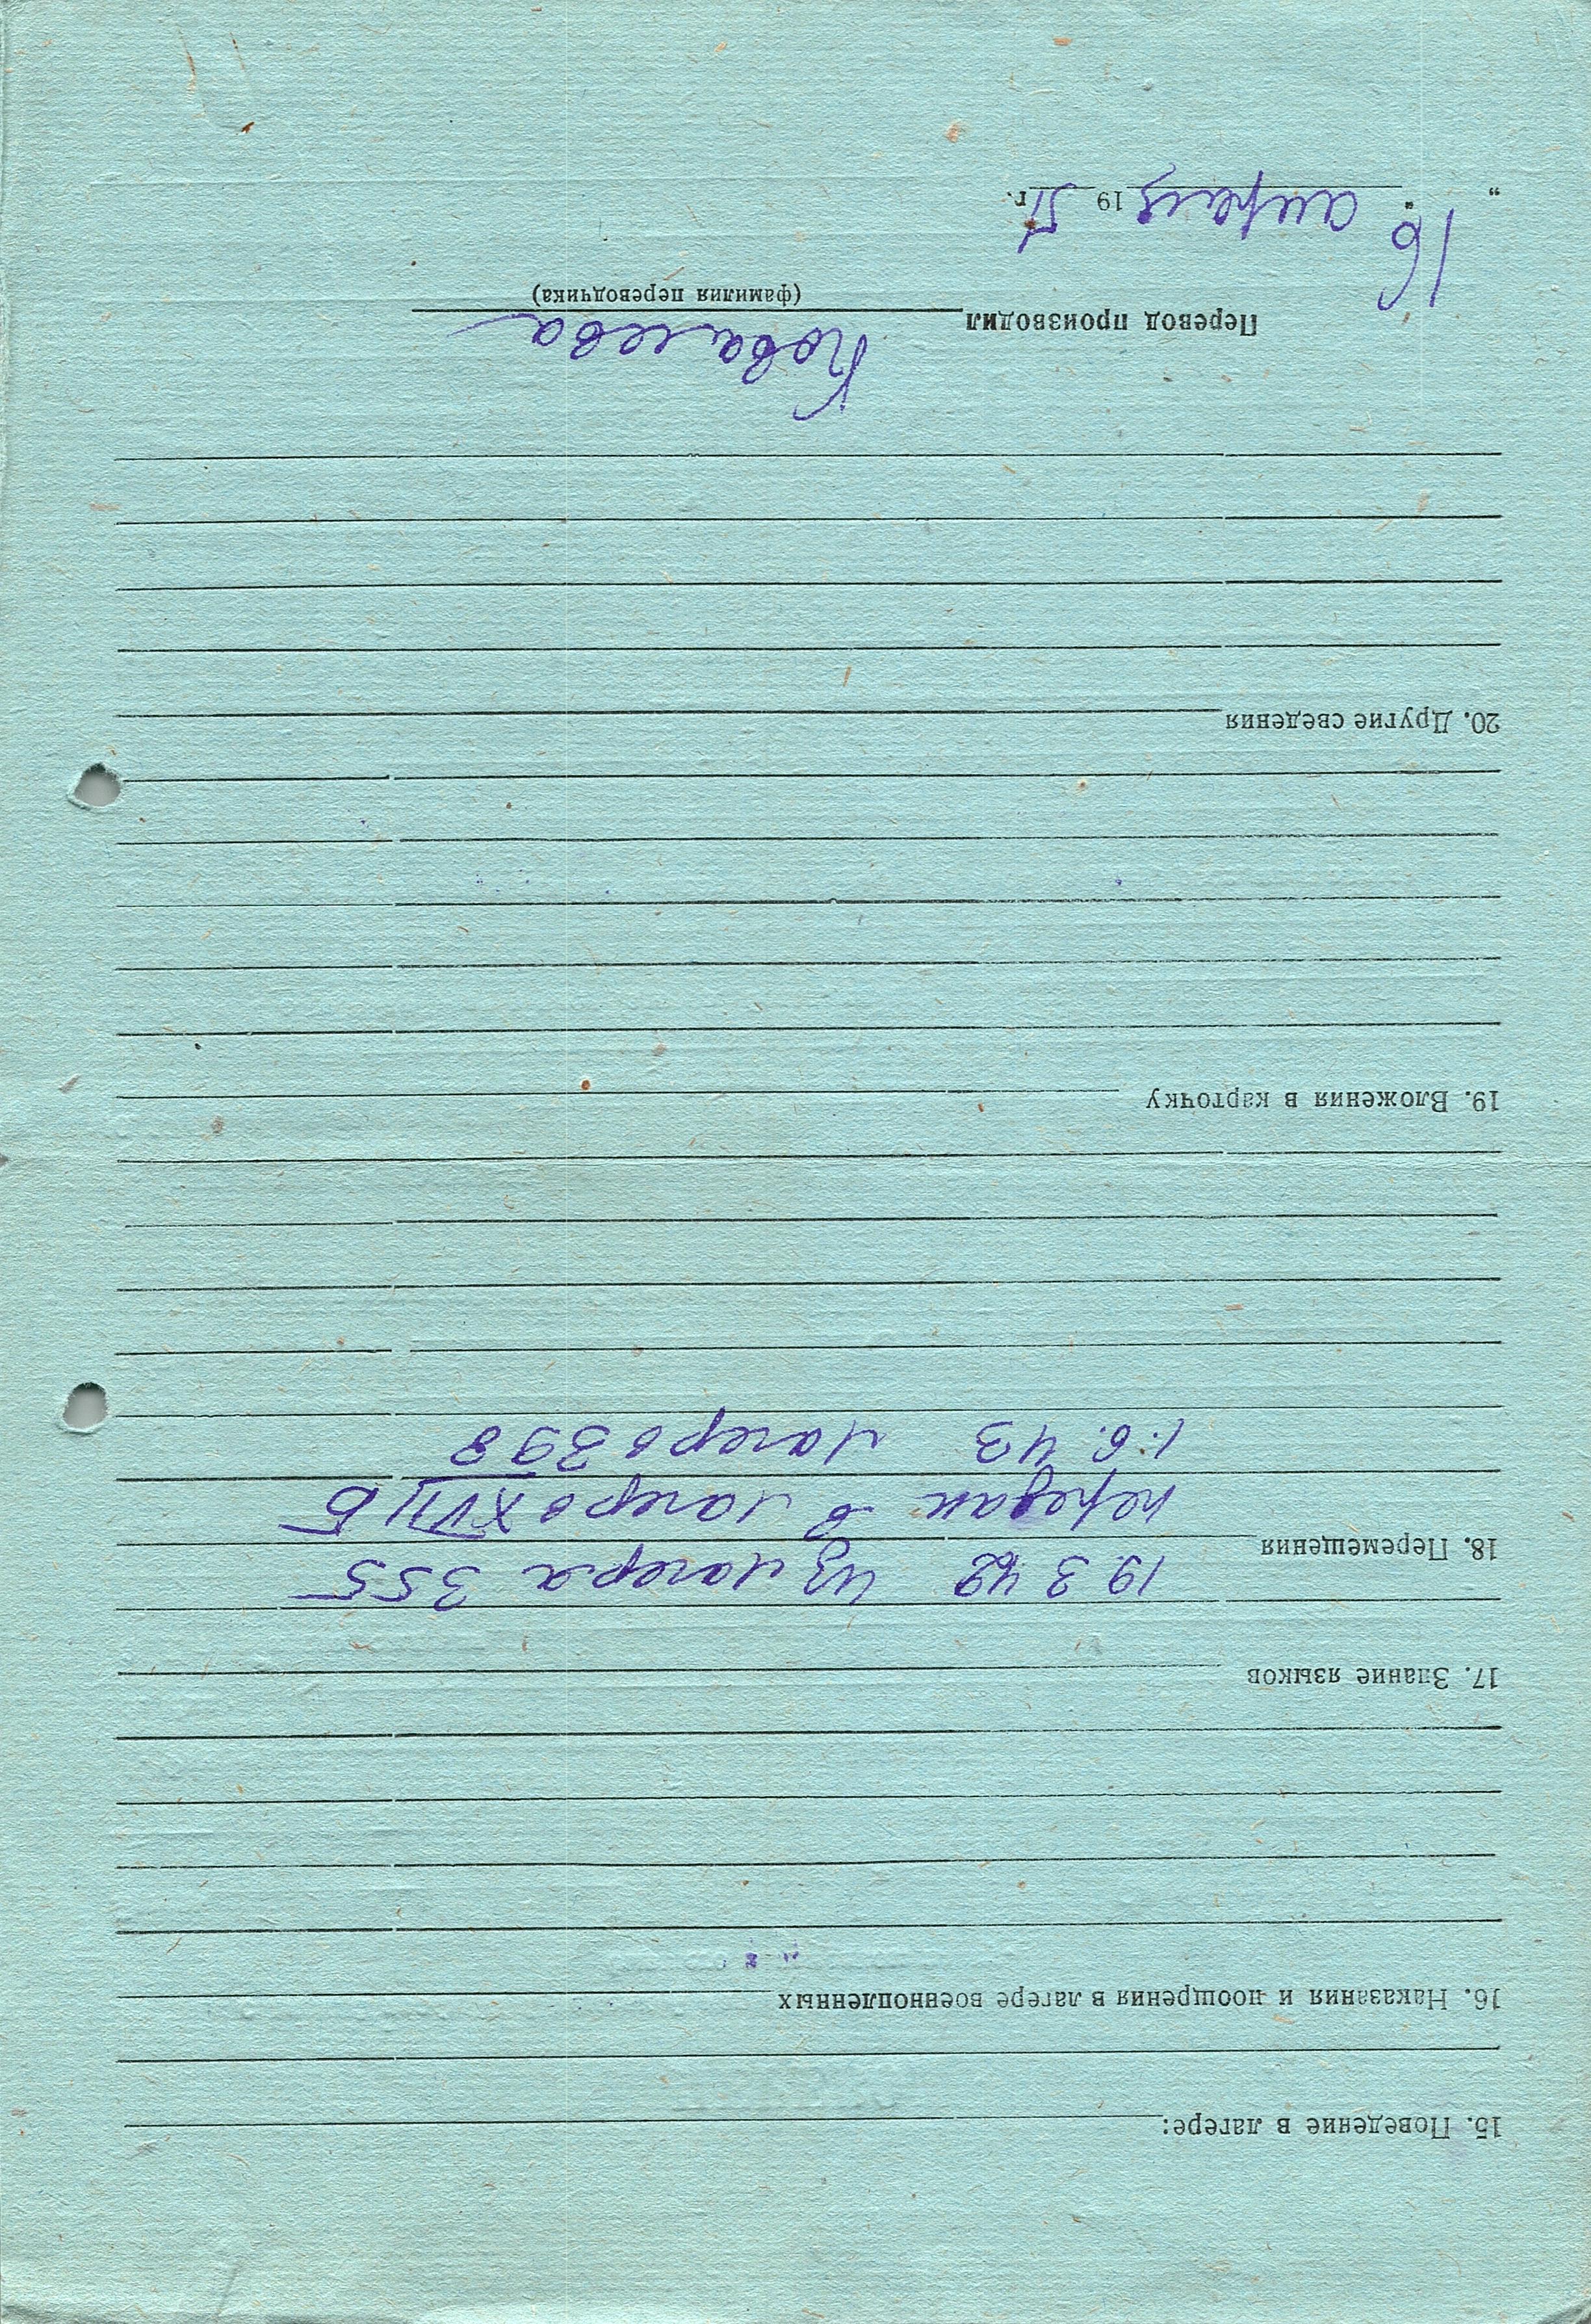 15. Поведение в лагере:
16. Наказания и поощрения в лагере военнопленных
17. Знание языков
19 3 42 из лагеря 355
18. Перемещения
передан в лагерь XVII Б
1. 6. 43 лагерь 398
19. Вложения в карточку
20. Другие сведения
Перевод производил Ковалева
(фамилия переводчика)
" 16 " апреля 19 51 г.